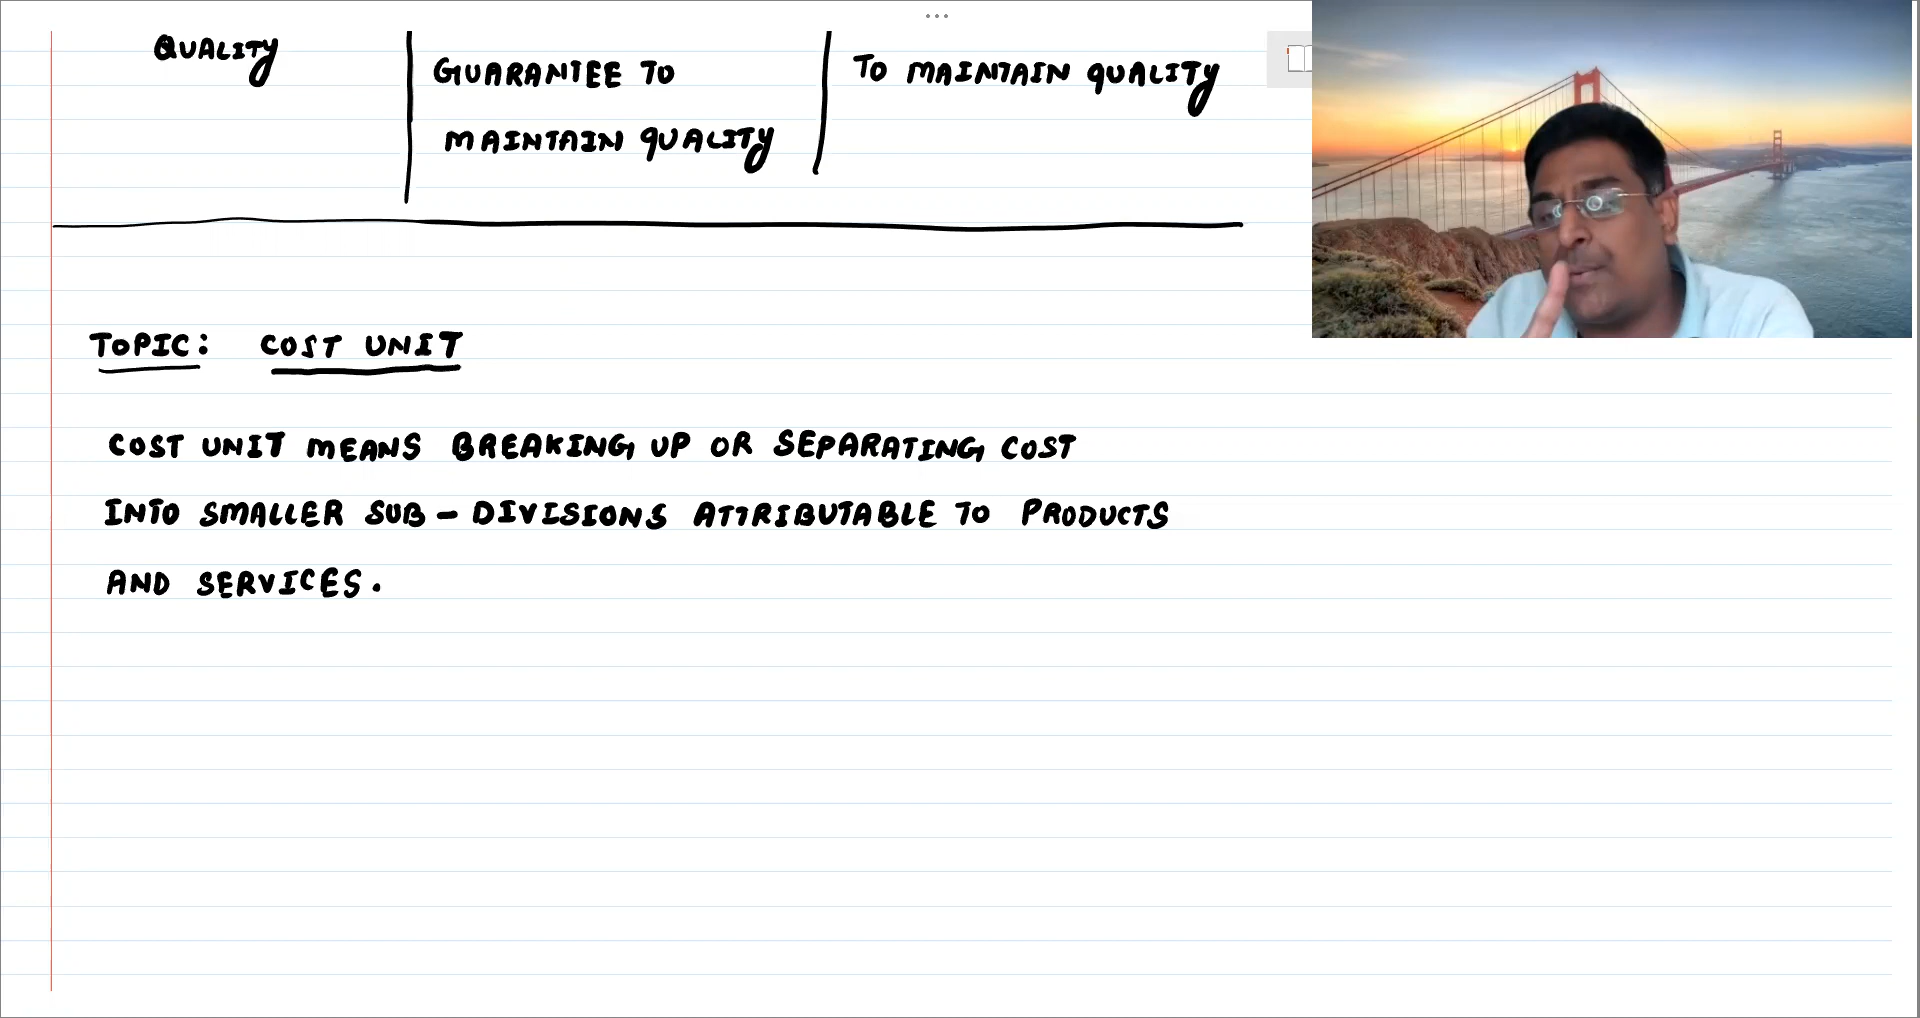 QUALITY
GUARANTEE TO
MAINTAIN QUALITY
TO MAINTAIN QUALITY
TOPIC: COST UNIT
COST UNIT MEANS BREAKING UP OR SEPARATING COST
INTO SMALLER SUB-DIVISIONS ATTRIBUTABLE TO PRODUCTS
AND SERVICES.